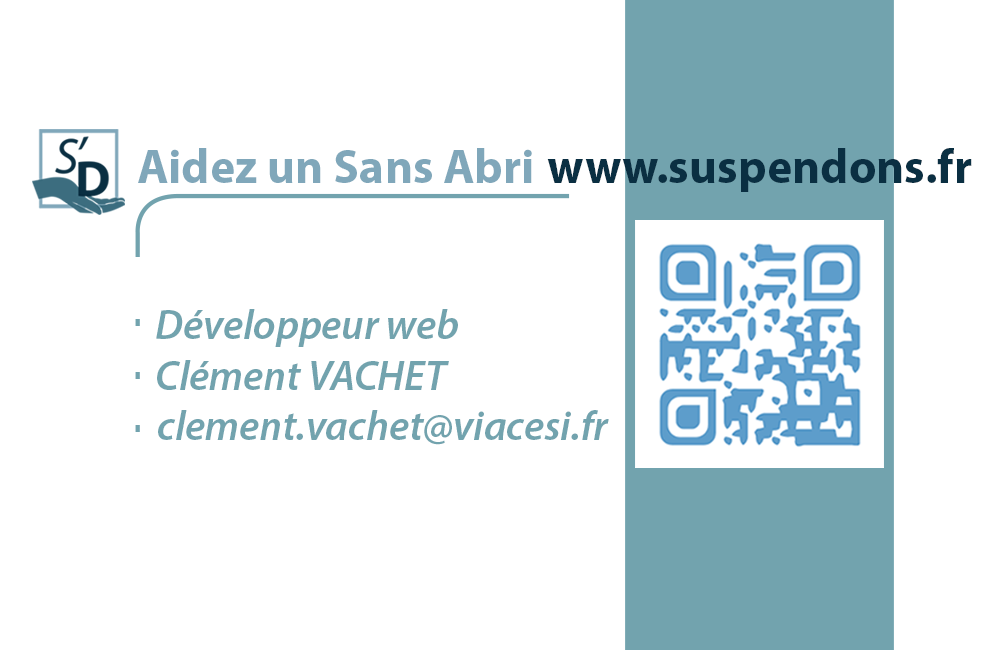 S'D
Aidez un Sans Abri www.suspendons.fr
· Développeur web
· Clément VACHET
· clement.vachet@viacesi.fr